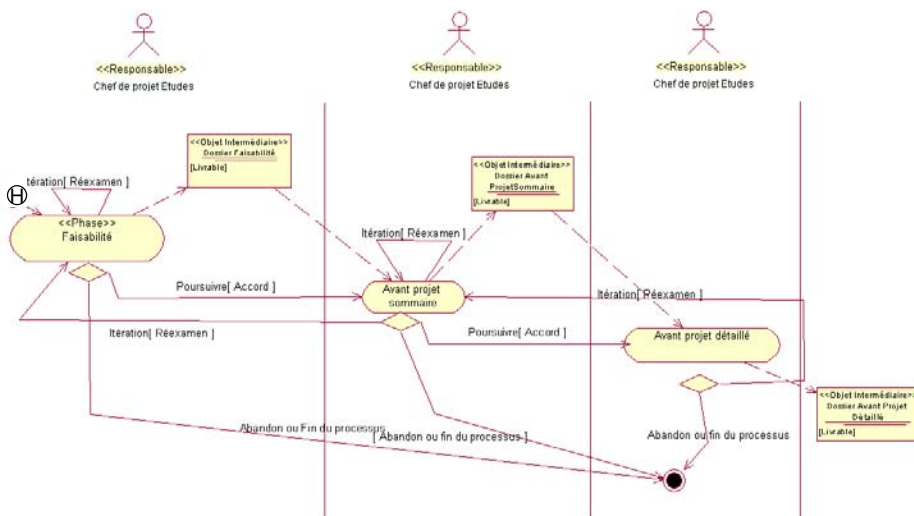 <<Responsable>>
Chef de projet Etudes
<<Responsable>>
Chef de projet Etudes
<<Responsable>>
Chef de projet Etudes
<<Objet Intermédiaire>>
Dossier Faisabilité
[Livrable]
<<Objet Intermédiaire>>
Dossier Avant
ProjetSommaire
[Livrable]
Itération[ Réexamen ]
H
<<Phase>>
Faisabilité
Itération[ Réexamen ]
Poursuivre[ Accord ]
Avant projet
sommaire
Itération[ Réexamen ]
Itération[ Réexamen ]
Poursuivre[ Accord ]
Avant projet détaillé
<<Objet Intermédiaire>>
Dossier Avant Projet
Détaillé
[Livrable]
Abandon ou Fin du processus
[ Abandon ou fin du processus ]
Abandon ou fin du processus